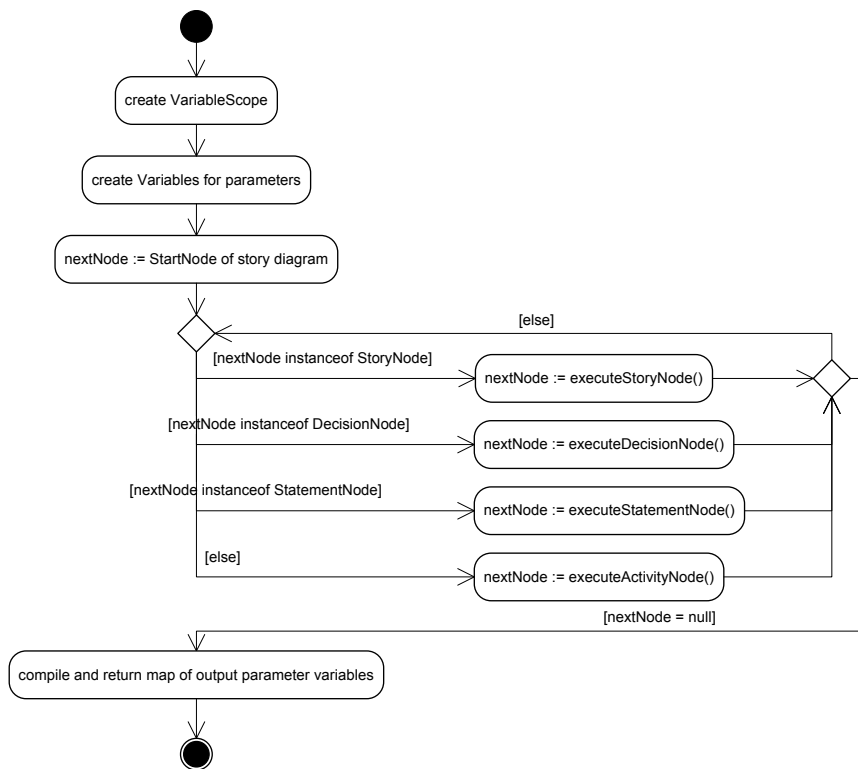 create VariableScope
create Variables for parameters
nextNode := StartNode of story diagram
[else]
[nextNode instanceof StoryNode]
nextNode := executeStoryNode()
[nextNode instanceof DecisionNode]
nextNode := executeDecisionNode()
[nextNode instanceof StatementNode]
nextNode := executeStatementNode()
[else]
nextNode := executeActivityNode()
[nextNode = null]
compile and return map of output parameter variables